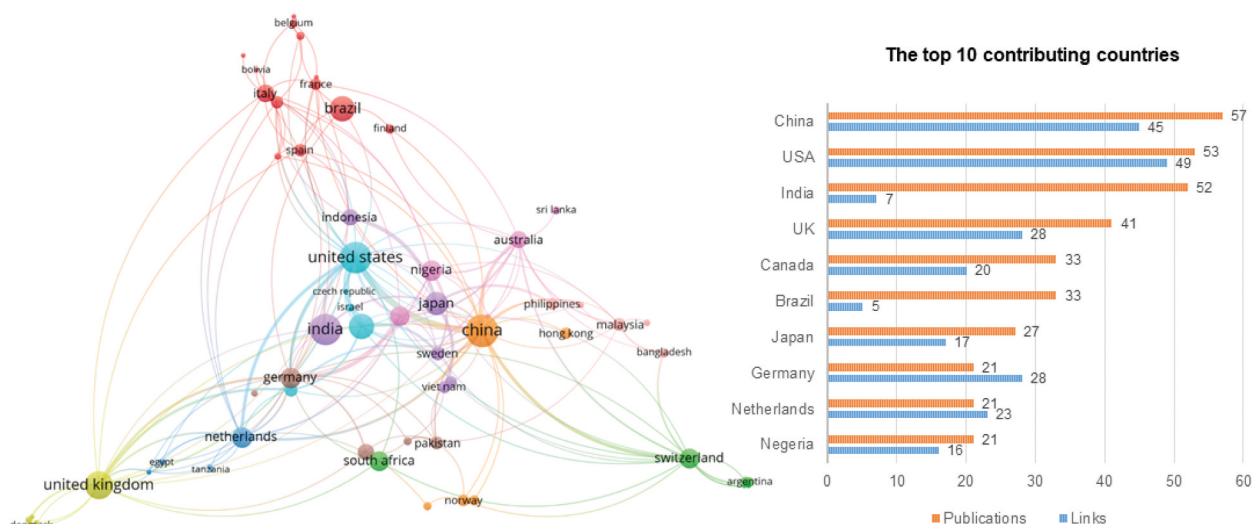 belgium
bolivia
france
italy
brazil
finland
spain
sri lanka
indonesia
australia
united states
nigeria
czech republic
japan
israel
philippines
india
china
hong kong
malaysia
sweden
bangladesh
germany
viet nam
netherlands
pakistan
egypt
tanzania
south africa
switzerland
united kingdom
argentina
norway
The top 10 contributing countries
China
57
45
USA
53
49
India
52
7
UK
41
28
Canada
33
20
Brazil
33
5
Japan
27
17
Germany
21
28
Netherlands
21
23
Negeria
21
16
0 10 20 30 40 50 60
Publications Links